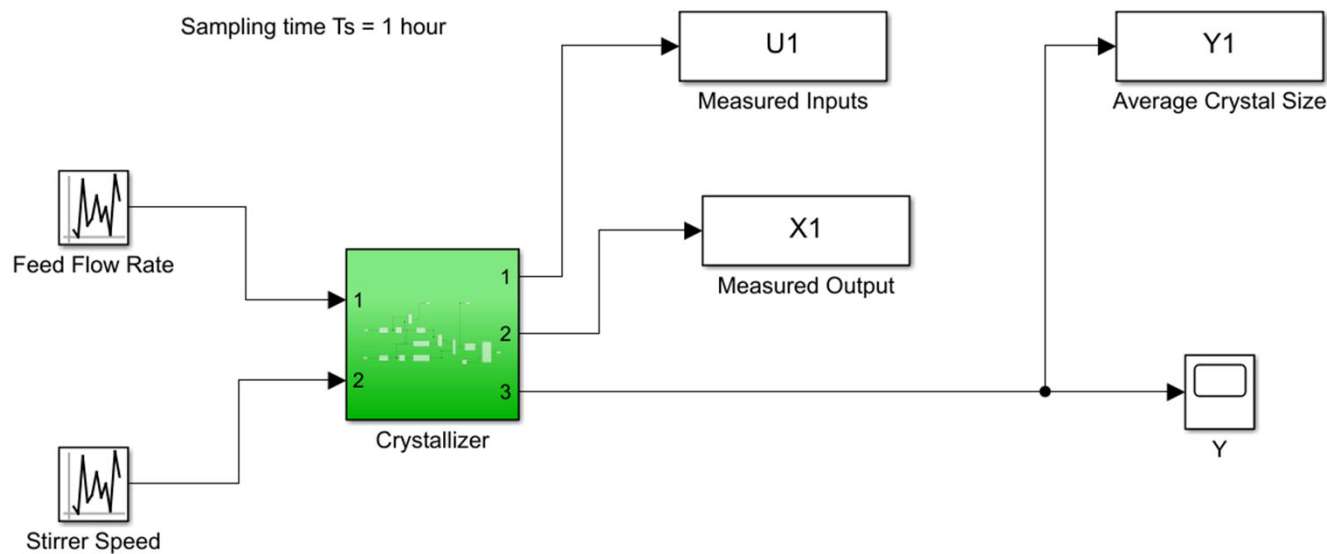 Sampling time Ts = 1 hour
U1
Measured Inputs
Y1
Average Crystal Size
X1
Measured Output
Feed Flow Rate
1
2
1
2
3
Crystallizer
Stirrer Speed
Y